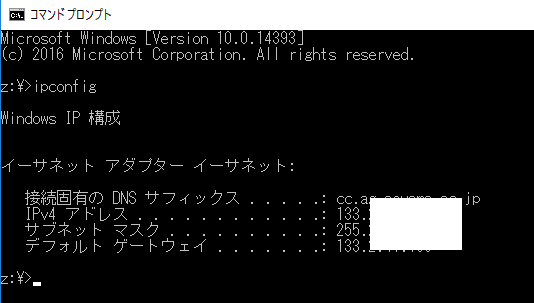 コマンドプロンプト
Microsoft Windows [Version 10.0.14393]
(c) 2016 Microsoft Corporation. All rights reserved.
z:¥>ipconfig
Windows IP 構成
イーサネット アダプター イーサネット:
接続固有の DNS サフィックス . . . . .: cc.
IPv4 アドレス . . . . . . . . . . . .: 133.
サブネット マスク . . . . . . . . . .: 255.
デフォルト ゲートウェイ . . . . . . .: 133.
z:¥>